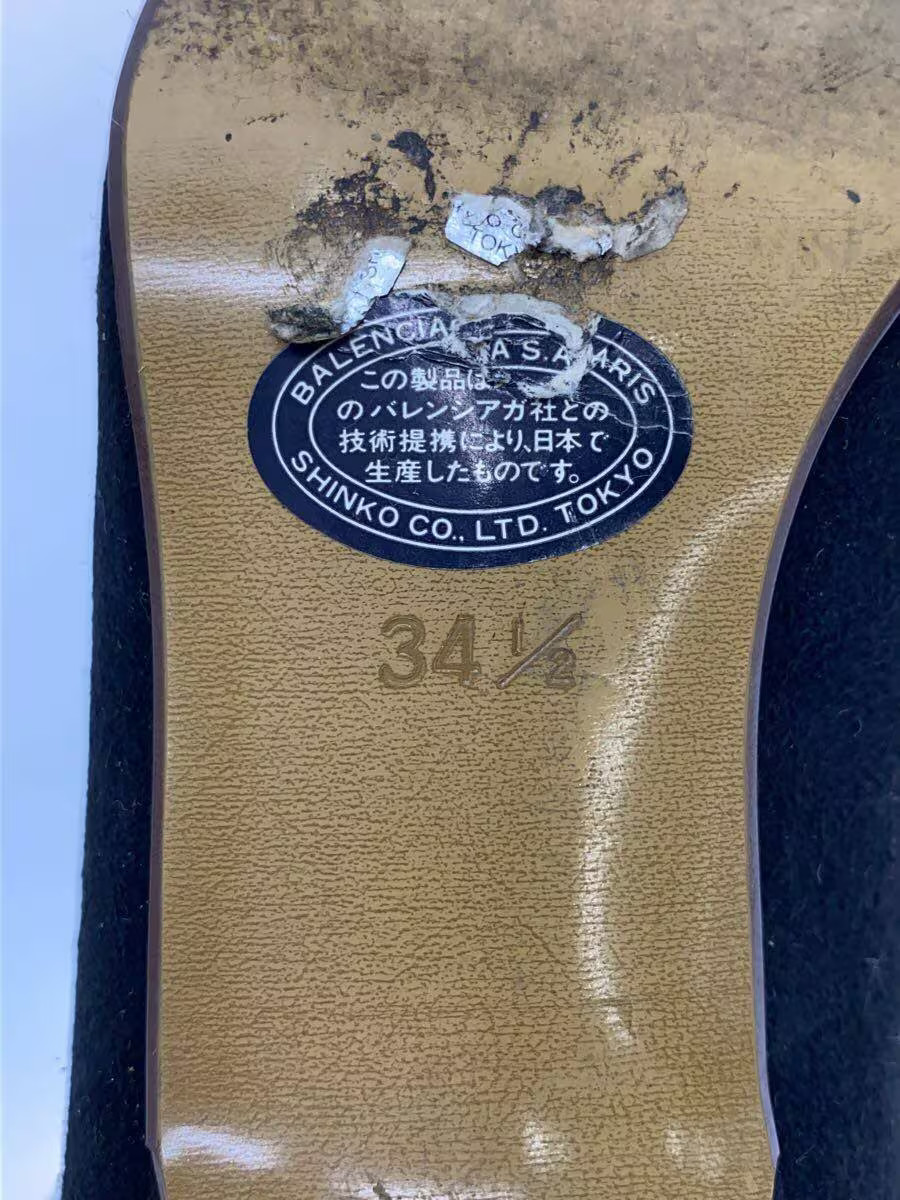 TOKY
BALENCIA A S.A. ARIS
この製品は
のバレンシアガ社との
技術提携により、日本で
生産したものです。
SHINKO CO., LTD. TOKYO
34 1/2